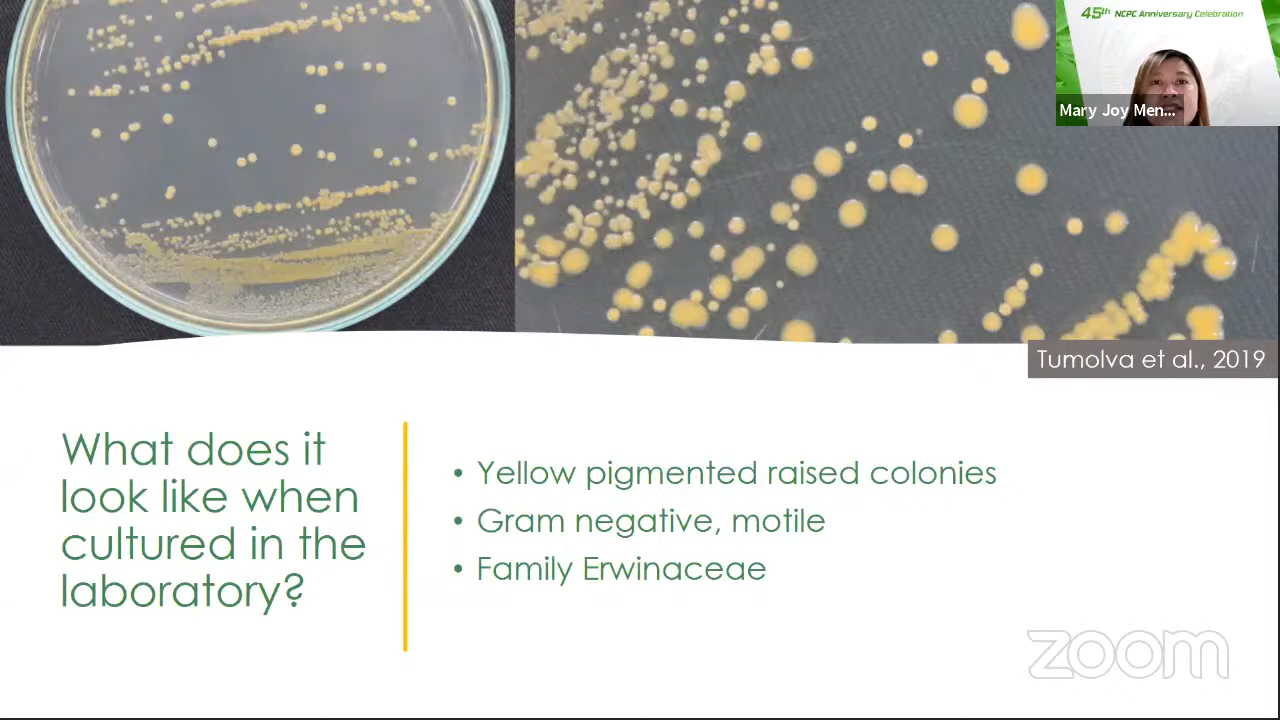 45th NCPC Anniversary Celebration
Mary Joy Men...
Tumolva et al., 2019
What does it
look like when
cultured in the
laboratory?
• Yellow pigmented raised colonies
• Gram negative, motile
• Family Erwinaceae
zoom